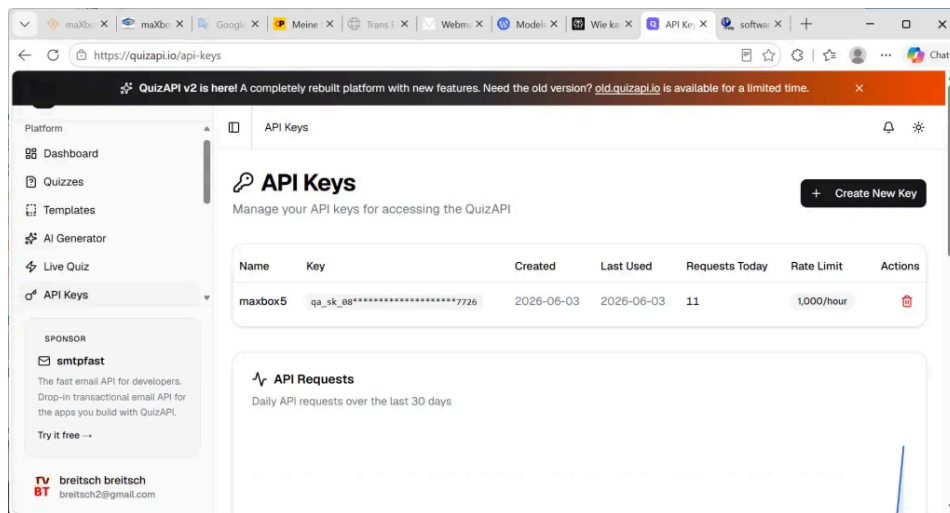 maXbo
maXbo
Google
Meine
Trans E
Webma
Models
Wie ka
API Key
softwar
https://quizapi.io/api-keys
Chat
QuizAPI v2 is here! A completely rebuilt platform with new features. Need the old version? old.quizapi.io is available for a limited time.
Platform
API Keys
Dashboard
Quizzes
Templates
AI Generator
Live Quiz
API Keys
SPONSOR
smtpfast
The fast email API for developers.
Drop-in transactional email API for
the apps you build with QuizAPI.
Try it free →
TV
BT
breitsch breitsch
breitsch2@gmail.com
API Keys
Manage your API keys for accessing the QuizAPI
+ Create New Key
Name Key Created Last Used Requests Today Rate Limit Actions
maxbox5 qa_sk_08*********************7726 2026-06-03 2026-06-03 11 1,000/hour
API Requests
Daily API requests over the last 30 days